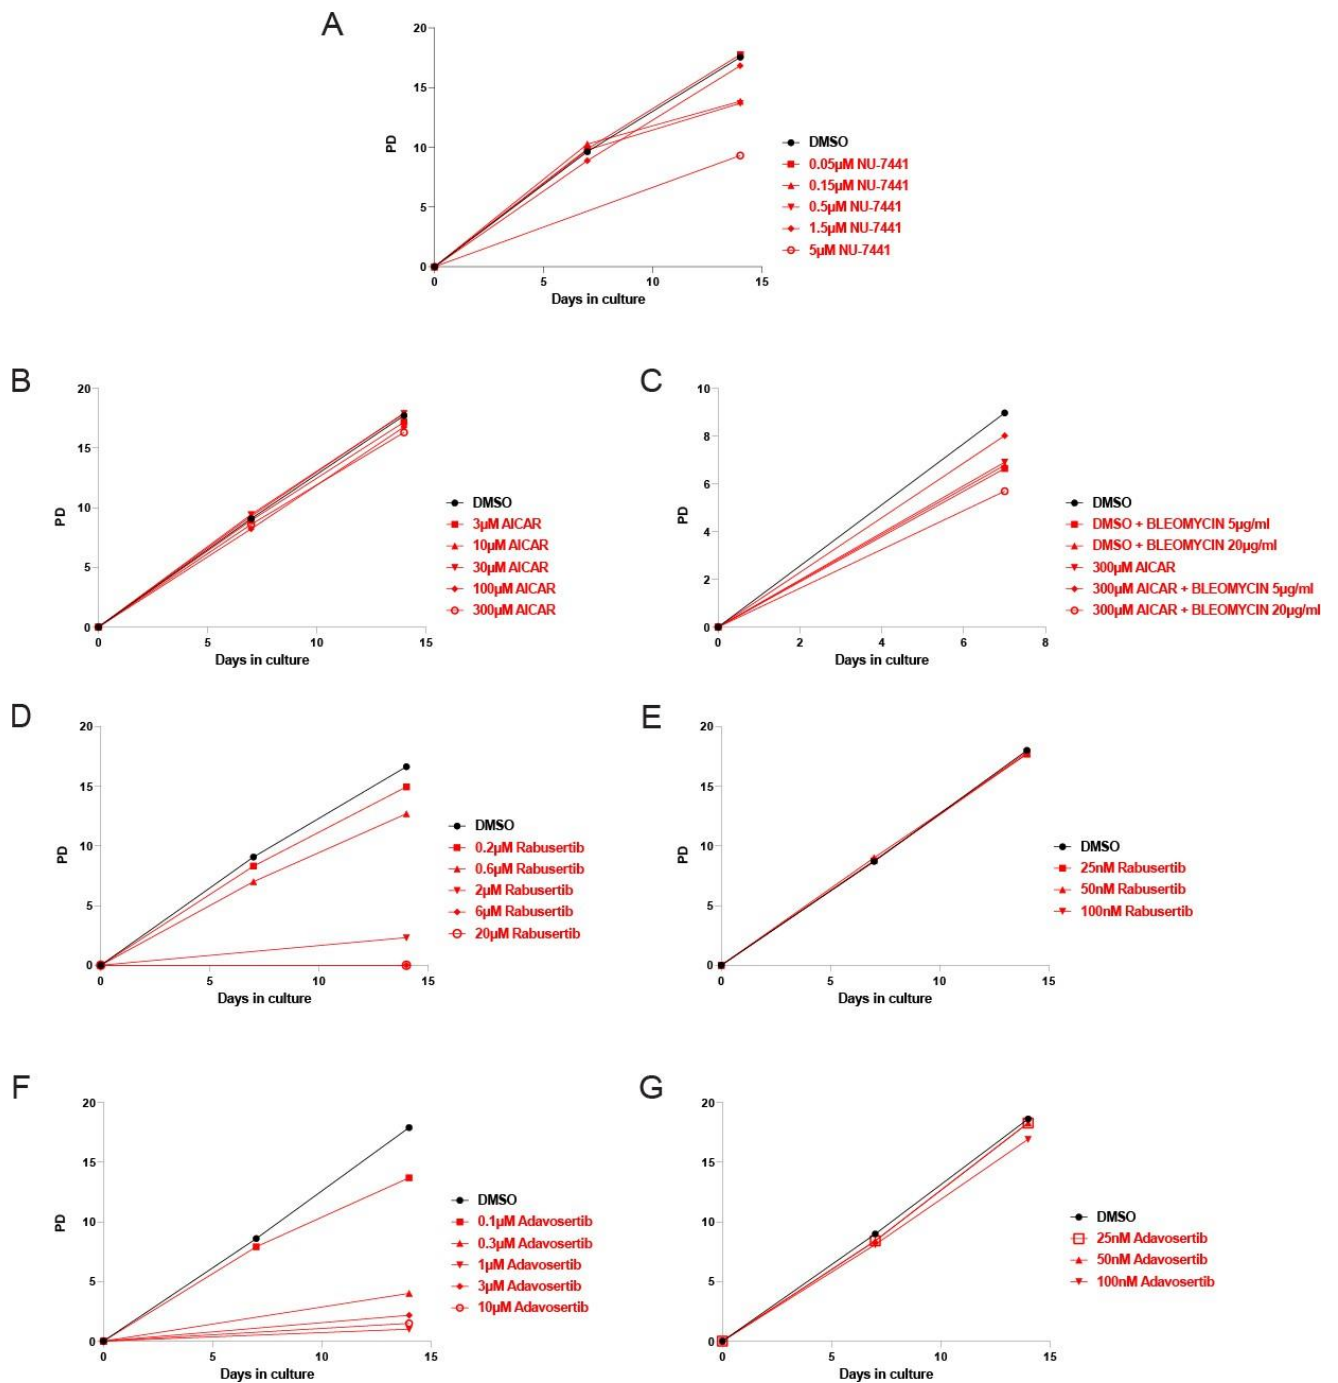 A
20
15
10
5
0
PD
0 5 10 15
Days in culture
DMSO
0.05µM NU-7441
0.15µM NU-7441
0.5µM NU-7441
1.5µM NU-7441
5µM NU-7441
B
20
15
10
5
0
PD
0 5 10 15
Days in culture
DMSO
3µM AICAR
10µM AICAR
30µM AICAR
100µM AICAR
300µM AICAR
C
10
8
6
4
2
0
PD
0 2 4 6 8
Days in culture
DMSO
DMSO + BLEOMYCIN 5µg/ml
DMSO + BLEOMYCIN 20µg/ml
300µM AICAR
300µM AICAR + BLEOMYCIN 5µg/ml
300µM AICAR + BLEOMYCIN 20µg/ml
D
20
15
10
5
0
PD
0 5 10 15
Days in culture
DMSO
0.2µM Rabusertib
0.6µM Rabusertib
2µM Rabusertib
6µM Rabusertib
20µM Rabusertib
E
20
15
10
5
0
PD
0 5 10 15
Days in culture
DMSO
25nM Rabusertib
50nM Rabusertib
100nM Rabusertib
F
20
15
10
5
0
PD
0 5 10 15
Days in culture
DMSO
0.1µM Adavosertib
0.3µM Adavosertib
1µM Adavosertib
3µM Adavosertib
10µM Adavosertib
G
20
15
10
5
0
PD
0 5 10 15
Days in culture
DMSO
25nM Adavosertib
50nM Adavosertib
100nM Adavosertib